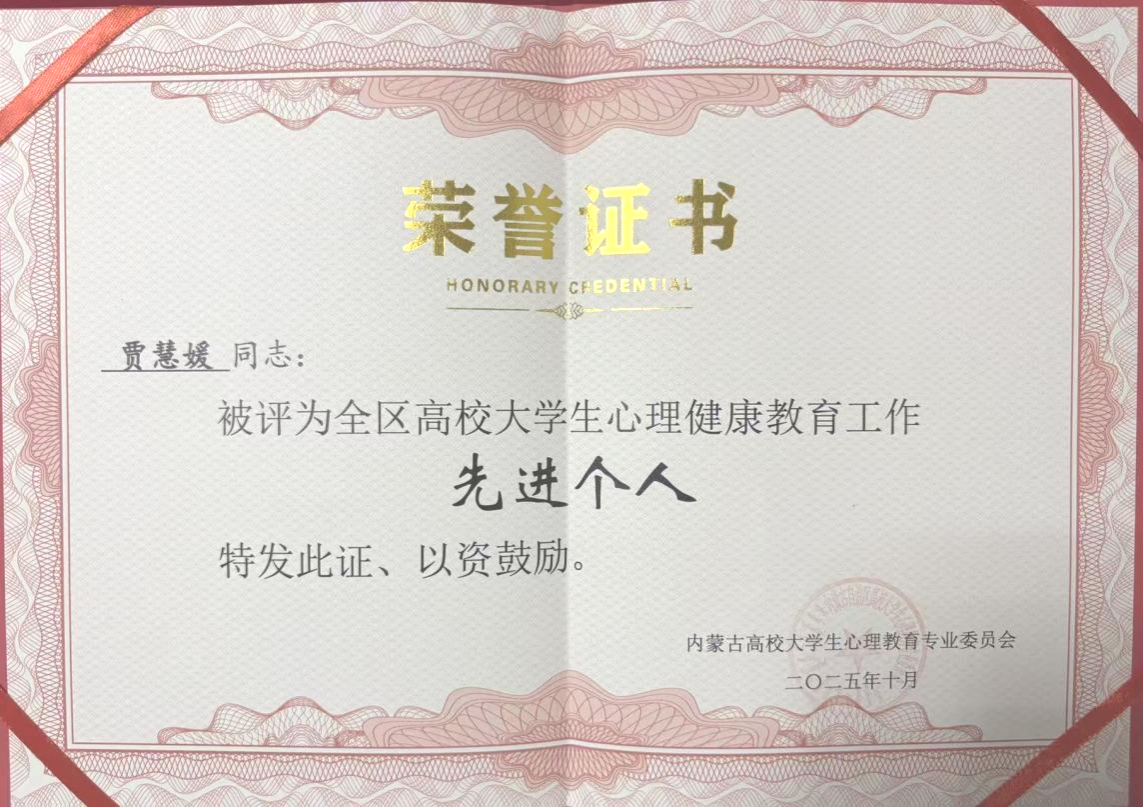 荣誉证书
HONORARY CREDENTIAL
贾慧媛 同志：
被评为全区高校大学生心理健康教育工作
先进个人
特发此证、以资鼓励。
内蒙古高校大学生心理教育专业委员会
二〇二五年十月